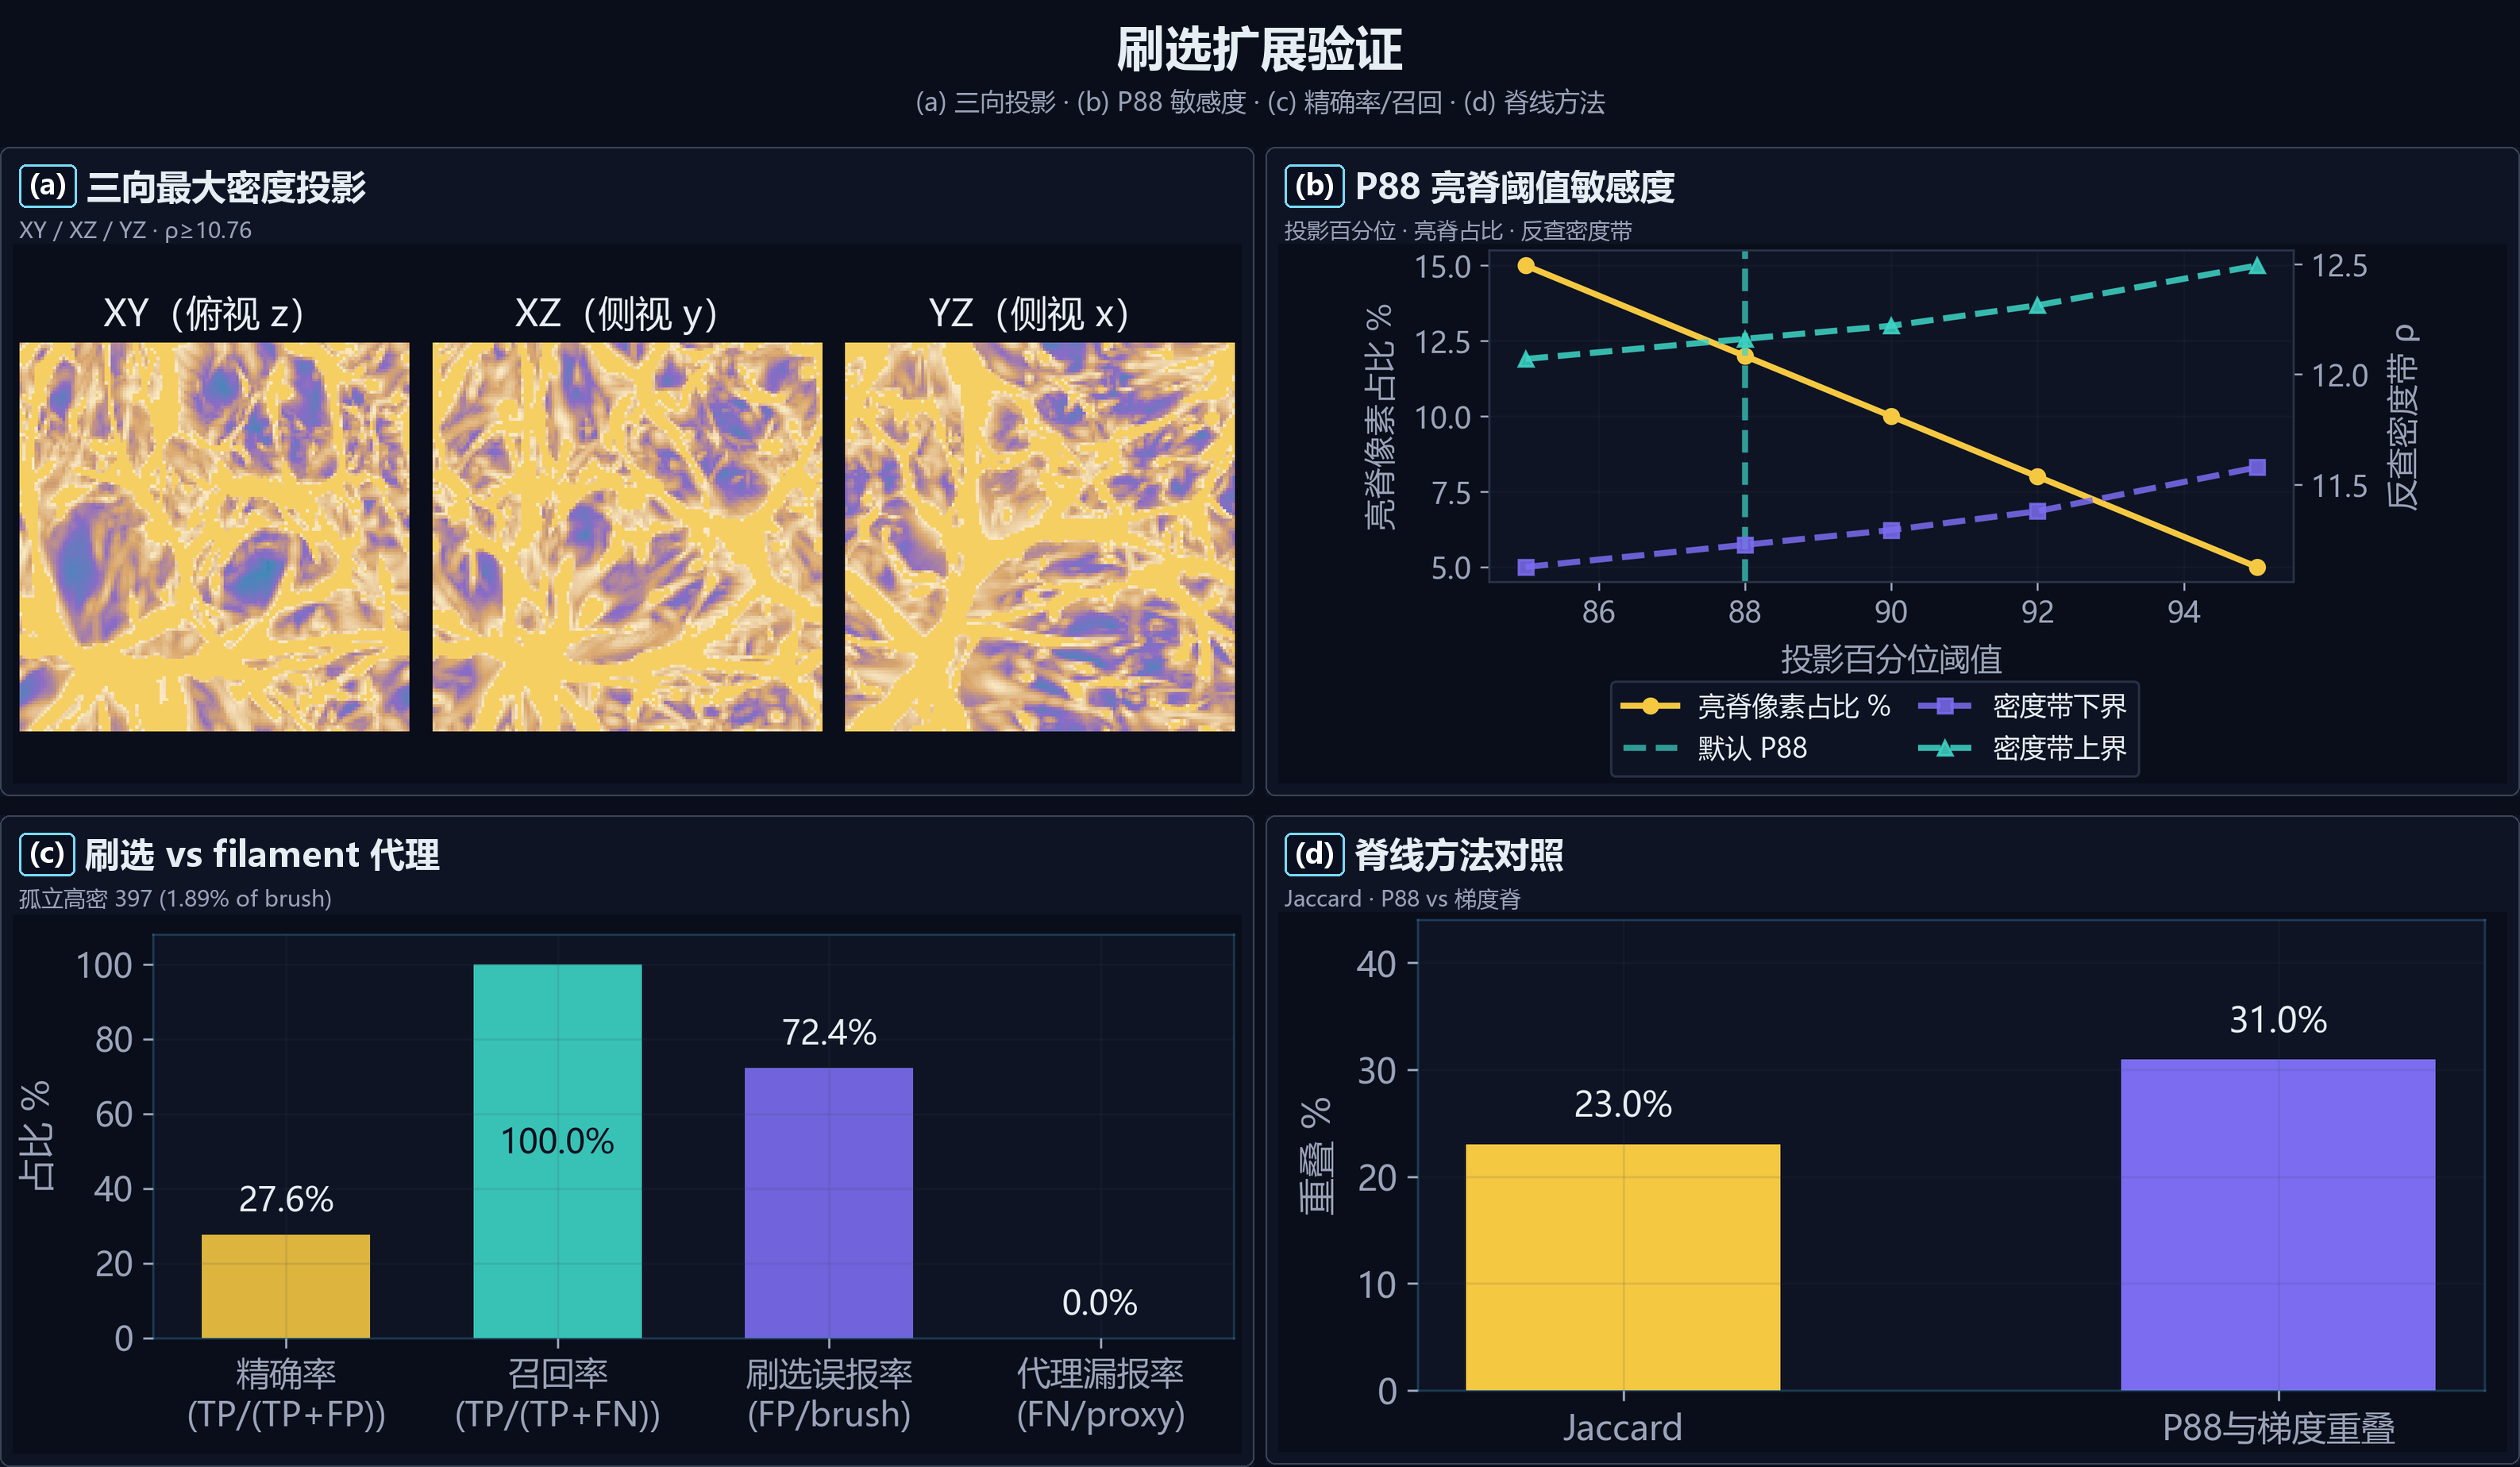 刷选扩展验证
(a) 三向投影 · (b) P88 敏感度 · (c) 精确率/召回 · (d) 脊线方法
(a) 三向最大密度投影
XY / XZ / YZ · ρ≥10.76
XY（俯视 z）
XZ（侧视 y）
YZ（侧视 x）
(b) P88 亮脊阈值敏感度
投影百分位 · 亮脊占比 · 反查密度带
亮脊像素占比 %
15.0
12.5
10.0
7.5
5.0
12.5
12.0
11.5
反查密度带 ρ
86
88
90
92
94
投影百分位阈值
亮脊像素占比 %
默认 P88
密度带下界
密度带上界
(c) 刷选 vs filament 代理
孤立高密 397 (1.89% of brush)
占比 %
100
80
60
40
20
0
27.6%
100.0%
72.4%
0.0%
精确率
(TP/(TP+FP))
召回率
(TP/(TP+FN))
刷选误报率
(FP/brush)
代理漏报率
(FN/proxy)
(d) 脊线方法对照
Jaccard · P88 vs 梯度脊
重叠 %
40
30
20
10
0
23.0%
31.0%
Jaccard
P88与梯度重叠